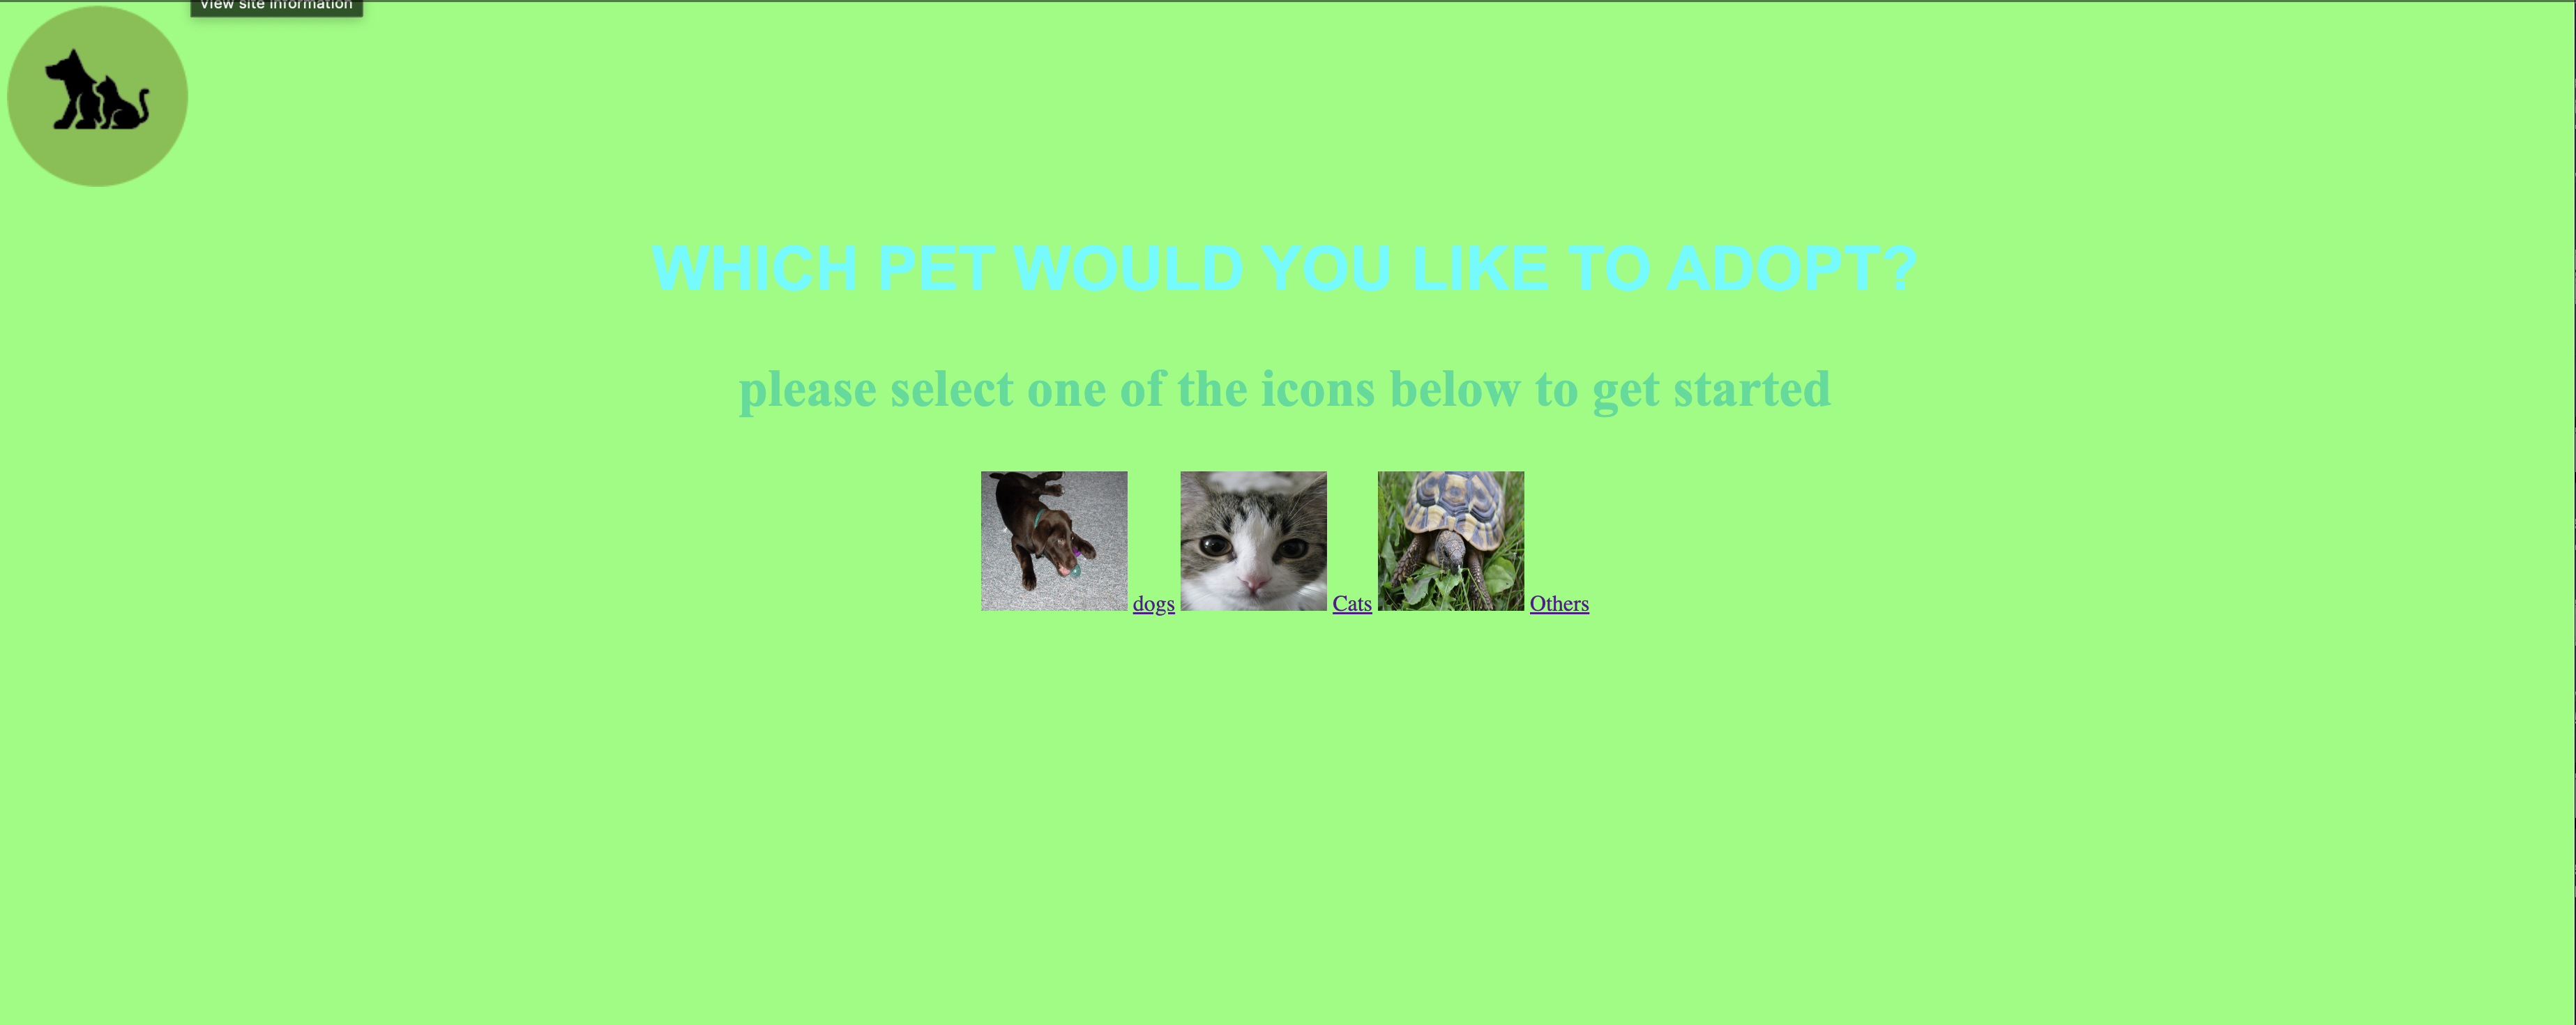 View site information
WHICH PET WOULD YOU LIKE TO ADOPT?
please select one of the icons below to get started
dogs Cats Others